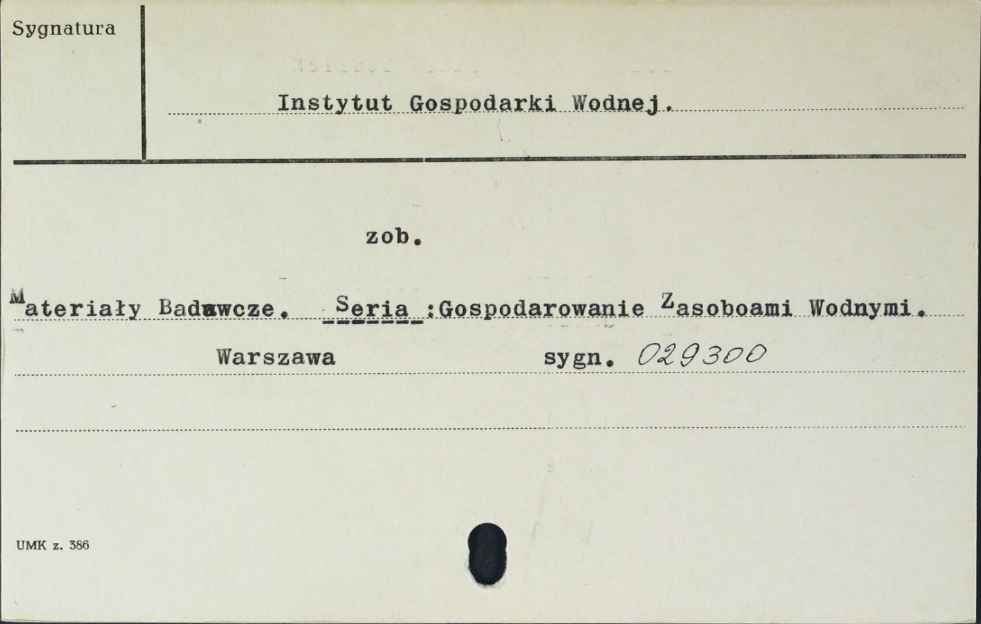 Sygnatura
Instytut Gospodarki Wodnej.
zob.
Materiały Badawcze. Seria :Gospodarowanie Zasoboami Wodnymi.
Warszawa sygn. 029300
UMK z. 386